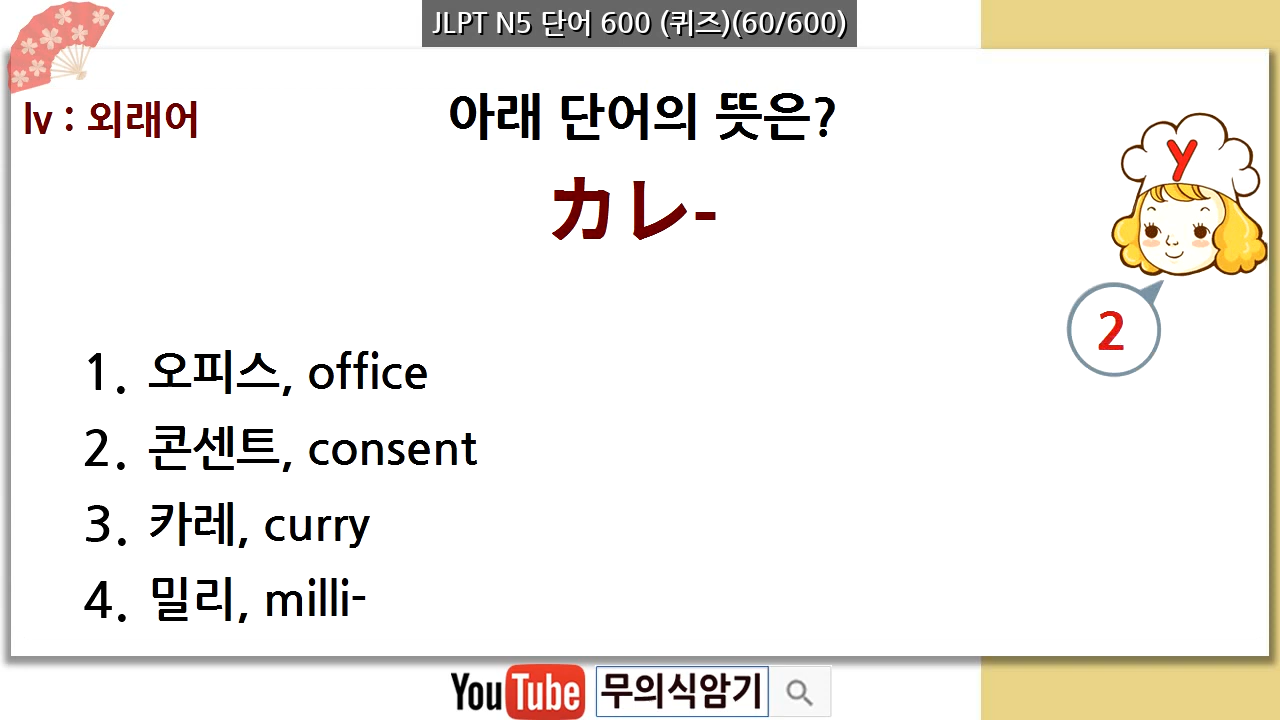 JLPT N5 단어 600 (퀴즈)(60/600)
lv : 외래어
아래 단어의 뜻은?
カレ-
Y
2
1. 오피스, office
2. 콘센트, consent
3. 카레, curry
4. 밀리, milli-
YouTube 무의식암기